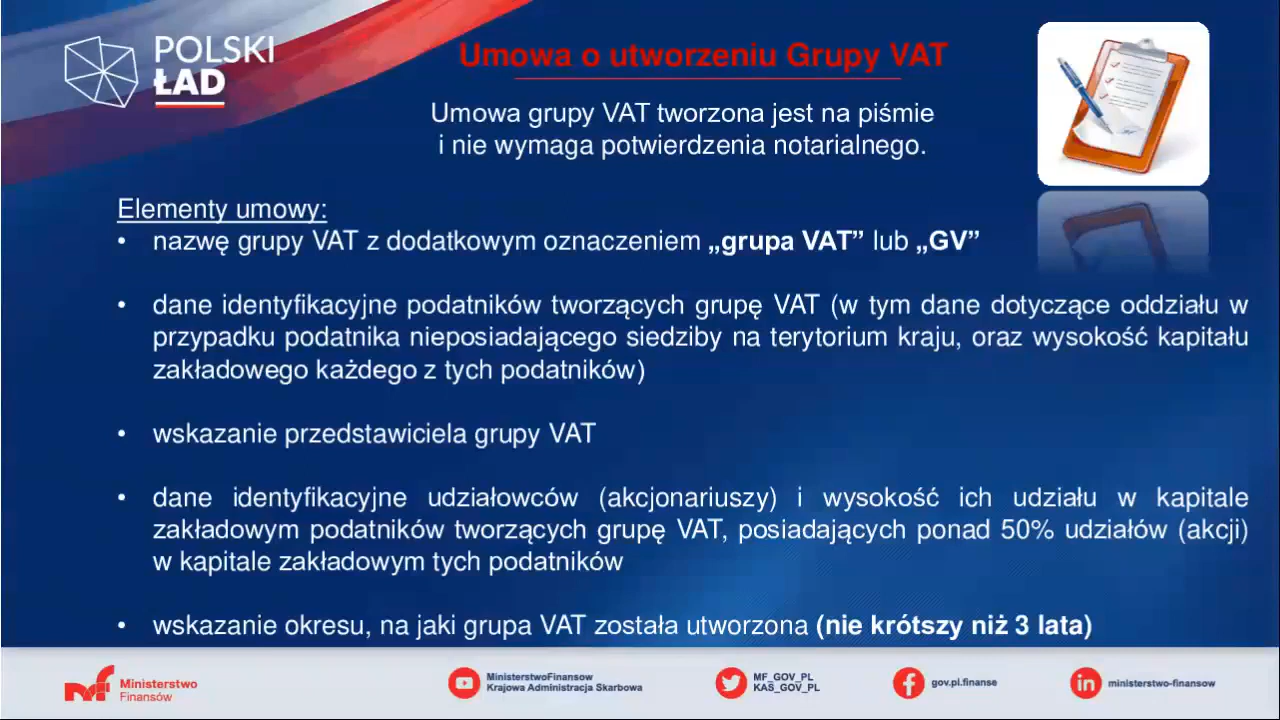 POLSKI
ŁAD
Umowa o utworzeniu Grupy VAT
Umowa grupy VAT tworzona jest na piśmie
i nie wymaga potwierdzenia notarialnego.
Elementy umowy:
• nazwę grupy VAT z dodatkowym oznaczeniem „grupa VAT” lub „GV”
• dane identyfikacyjne podatników tworzących grupę VAT (w tym dane dotyczące oddziału w
przypadku podatnika nieposiadającego siedziby na terytorium kraju, oraz wysokość kapitału
zakładowego każdego z tych podatników)
• wskazanie przedstawiciela grupy VAT
• dane identyfikacyjne udziałowców (akcjonariuszy) i wysokość ich udziału w kapitale
zakładowym podatników tworzących grupę VAT, posiadających ponad 50% udziałów (akcji)
w kapitale zakładowym tych podatników
• wskazanie okresu, na jaki grupa VAT została utworzona (nie krótszy niż 3 lata)
Ministerstwo
Finansów
MinisterstwoFinansow
Krajowa Administracja Skarbowa
MF_GOV_PL
KAS_GOV_PL
gov.pl.finanse
ministerstwo-finansow